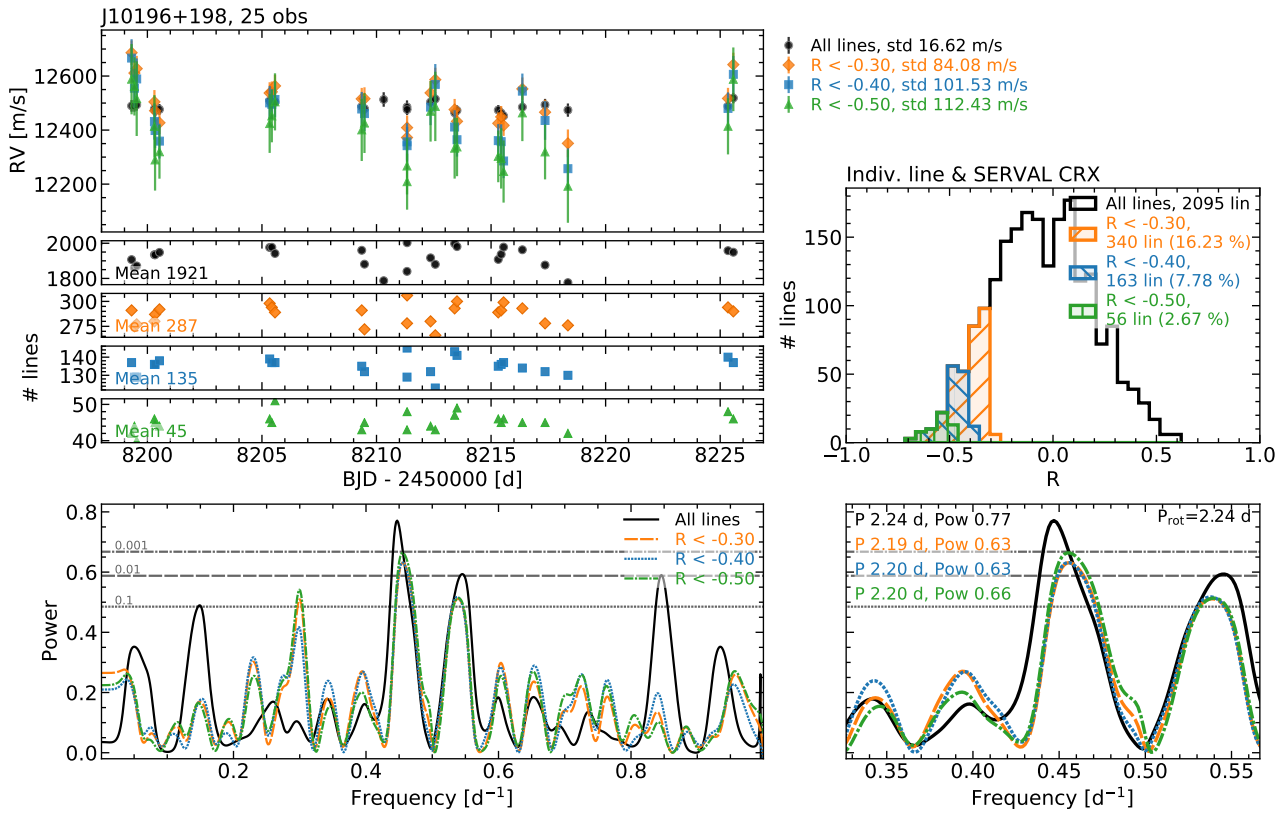 J10196+198, 25 obs
12600
12400
12200
RV [m/s]
All lines, std 16.62 m/s
R < -0.30, std 84.08 m/s
R < -0.40, std 101.53 m/s
R < -0.50, std 112.43 m/s
2000
1800
Mean 1921
300
275
Mean 287
140
130
Mean 135
50
40
Mean 45
# lines
8200
8205
8210
8215
8220
8225
BJD - 2450000 [d]
Indiv. line & SERVAL CRX
All lines, 2095 lin
R < -0.30,
340 lin (16.23 %)
R < -0.40,
163 lin (7.78 %)
R < -0.50,
56 lin (2.67 %)
150
100
50
0
# lines
−1.0
−0.5
0.0
0.5
1.0
R
0.8
0.6
0.4
0.2
0.0
Power
0.001
0.01
0.1
All lines
R < -0.30
R < -0.40
R < -0.50
0.2
0.4
0.6
0.8
Frequency [d⁻¹]
P 2.24 d, Pow 0.77
P 2.19 d, Pow 0.63
P 2.20 d, Pow 0.63
P 2.20 d, Pow 0.66
Prot=2.24 d
0.35
0.40
0.45
0.50
0.55
Frequency [d⁻¹]